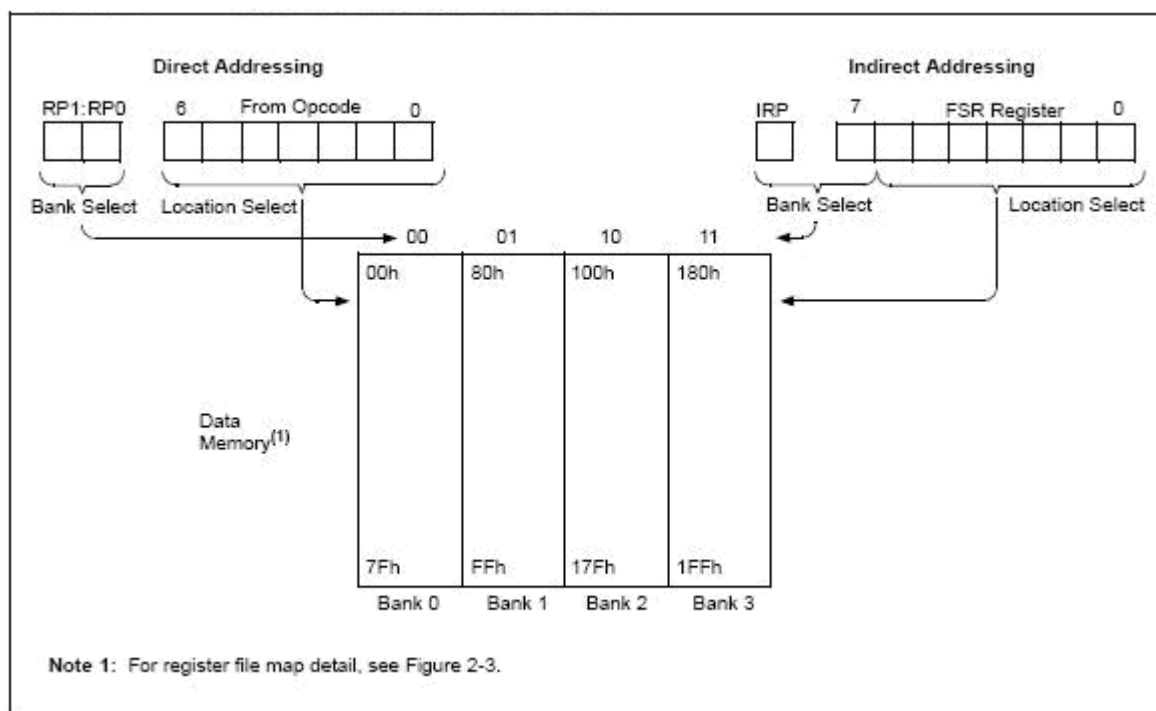 Direct Addressing
Indirect Addressing
RP1:RP0 6 From Opcode 0
IRP 7 FSR Register 0
Bank Select Location Select
Bank Select Location Select
00 01 10 11
00h 80h 100h 180h
Data
Memory(1)
7Fh FFh 17Fh 1FFh
Bank 0 Bank 1 Bank 2 Bank 3
Note 1: For register file map detail, see Figure 2-3.